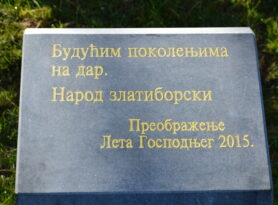 Будућим поколењима
на дар.
Народ златиборски
Преображење
Лета Господњег 2015.